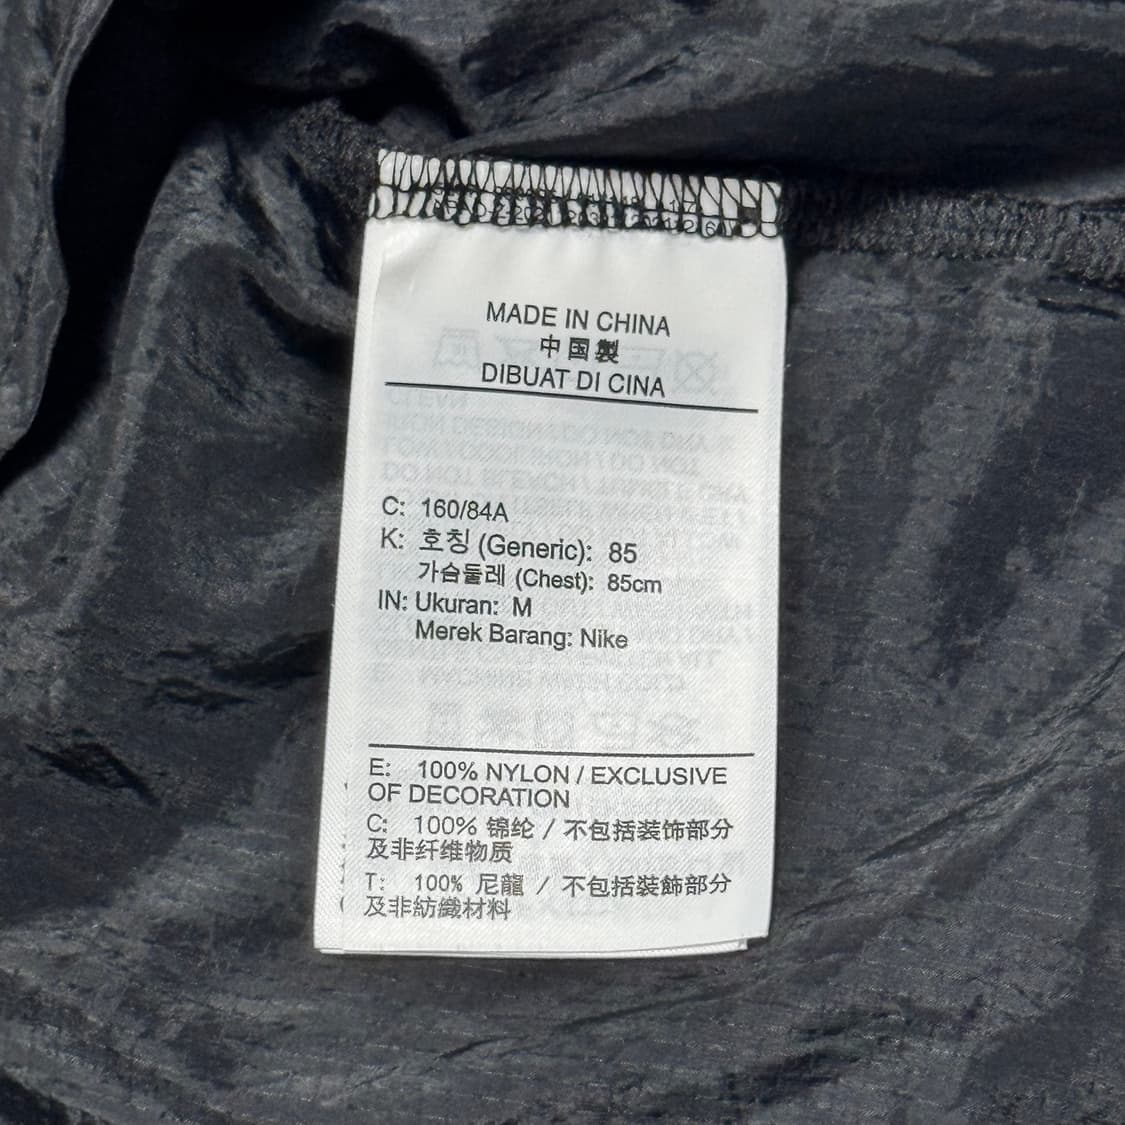 MADE IN CHINA
中国製
DIBUAT DI CINA
C: 160/84A
K: 호칭 (Generic): 85
가슴둘레 (Chest): 85cm
IN: Ukuran: M
Merek Barang: Nike
E: 100% NYLON / EXCLUSIVE
OF DECORATION
C: 100% 锦纶 / 不包括装饰部分
及非纤维物质
T: 100% 尼龍 / 不包括裝飾部分
及非紡織材料